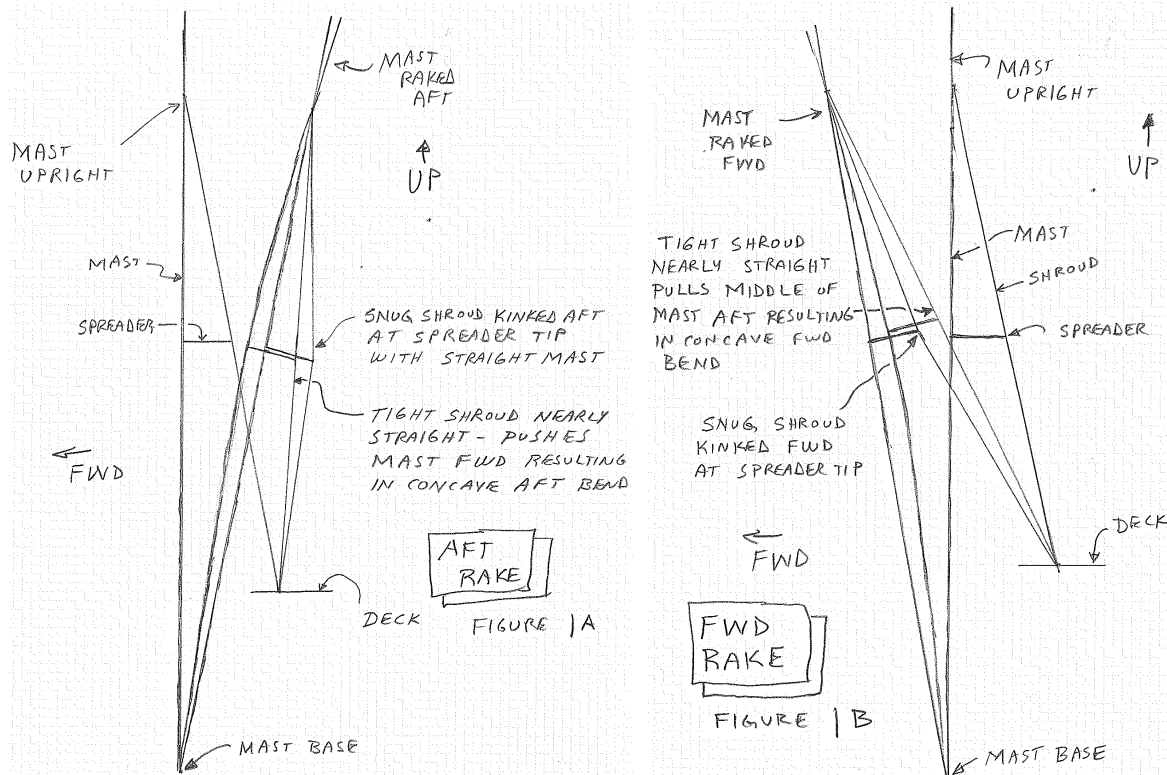 MAST
RAKED
AFT
MAST
UPRIGHT
UP
MAST
SPREADER
SNUG SHROUD KINKED AFT
AT SPREADER TIP
WITH STRAIGHT MAST
TIGHT SHROUD NEARLY
STRAIGHT - PUSHES
MAST FWD RESULTING
IN CONCAVE AFT BEND
FWD
AFT
RAKE
DECK
FIGURE 1A
MAST BASE
MAST
UPRIGHT
MAST
RAKED
FWD
UP
TIGHT SHROUD
NEARLY STRAIGHT
PULLS MIDDLE OF
MAST AFT RESULTING
IN CONCAVE FWD
BEND
MAST
SHROUD
SPREADER
SNUG SHROUD
KINKED FWD
AT SPREADER TIP
DECK
FWD
FWD
RAKE
FIGURE 1B
MAST BASE